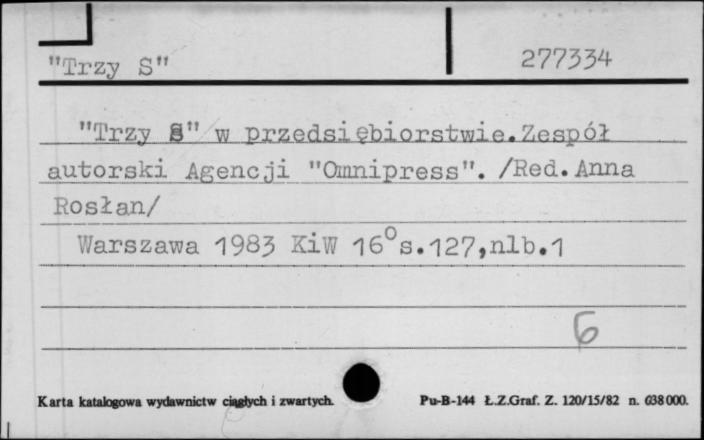 "Trzy S" 277334
"Trzy S" w przedsiębiorstwie.Zespół
autorski Agencji "Omnipress". /Red.Anna
Rosłan/
Warszawa 1983 KiW 16° s.127,nlb.1
6
Karta katalogowa wydawnictw ciągłych i zwartych. Pu-B-144 Ł.Z.Graf. Z. 120/15/82 n. 638000.